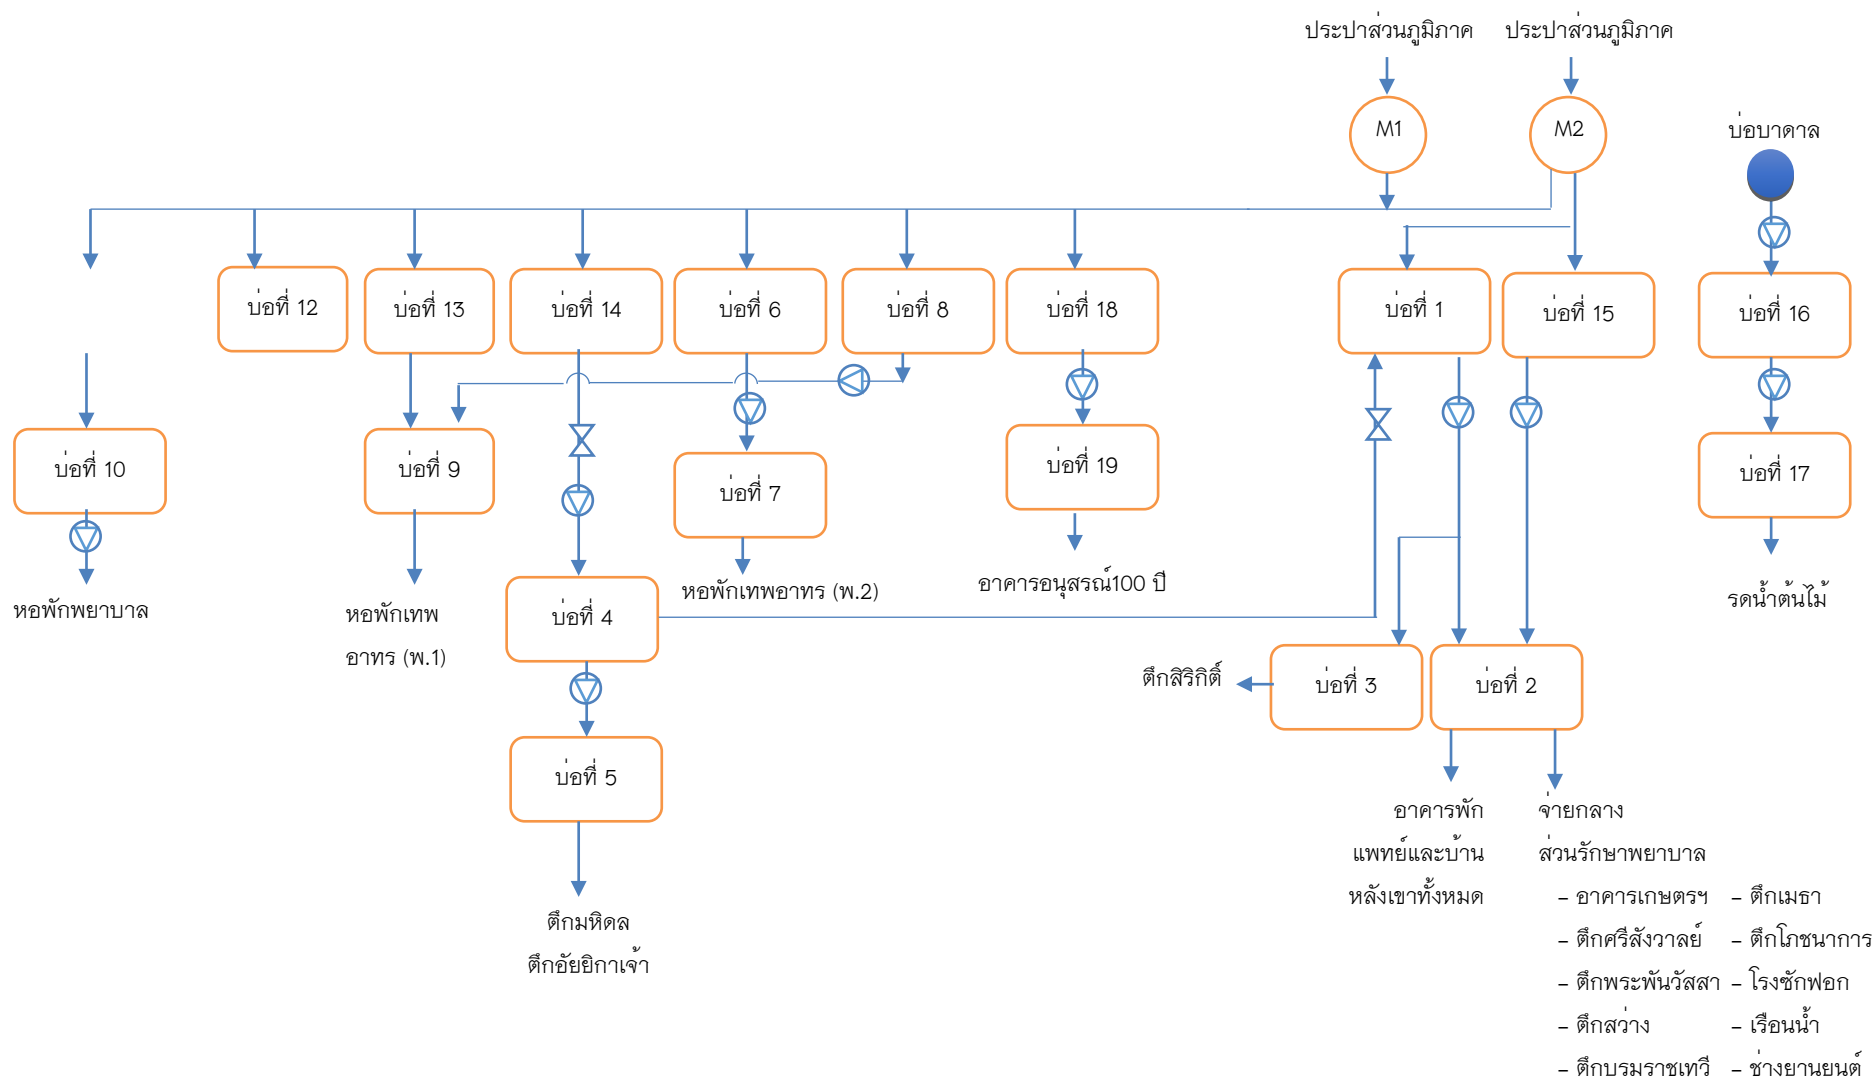 ประปาส่วนภูมิภาค ประปาส่วนภูมิภาค
M1 M2
บ่อบาดาล
บ่อที่ 12 บ่อที่ 13 บ่อที่ 14 บ่อที่ 6 บ่อที่ 8 บ่อที่ 18 บ่อที่ 1 บ่อที่ 15 บ่อที่ 16
บ่อที่ 10 บ่อที่ 9 บ่อที่ 7 บ่อที่ 19 บ่อที่ 17
หอพักพยาบาล
หอพักเทพ
อาทร (พ.1)
บ่อที่ 4
หอพักเทพอาทร (พ.2)
อาคารอนุสรณ์100 ปี
รดน้ำต้นไม้
ตึกสิริกิติ์
บ่อที่ 3 บ่อที่ 2
บ่อที่ 5
อาคารพัก
แพทย์และบ้าน
หลังเขาทั้งหมด
จ่ายกลาง
ส่วนรักษาพยาบาล
– อาคารเกษตรฯ – ตึกเมธา
– ตึกศรีสังวาลย์ – ตึกโภชนาการ
– ตึกพระพันวัสสา – โรงซักฟอก
– ตึกสว่าง – เรือนน้ำ
– ตึกบรมราชเทวี – ช่างยานยนต์
ตึกมหิดล
ตึกอัยยิกาเจ้า